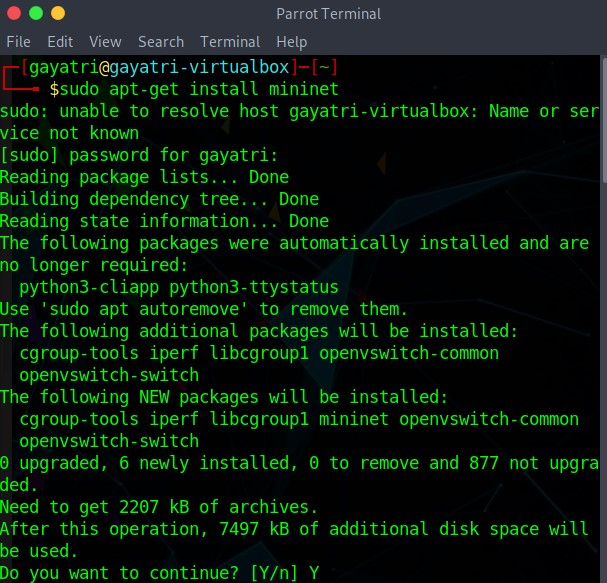 Parrot Terminal
File Edit View Search Terminal Help
┌─[gayatri@gayatri-virtualbox]─[~]
└──╼ $sudo apt-get install mininet
sudo: unable to resolve host gayatri-virtualbox: Name or ser
vice not known
[sudo] password for gayatri:
Reading package lists... Done
Building dependency tree... Done
Reading state information... Done
The following packages were automatically installed and are
no longer required:
  python3-cliapp python3-ttystatus
Use 'sudo apt autoremove' to remove them.
The following additional packages will be installed:
  cgroup-tools iperf libcgroup1 openvswitch-common
  openvswitch-switch
The following NEW packages will be installed:
  cgroup-tools iperf libcgroup1 mininet openvswitch-common
  openvswitch-switch
0 upgraded, 6 newly installed, 0 to remove and 877 not upgra
ded.
Need to get 2207 kB of archives.
After this operation, 7497 kB of additional disk space will
be used.
Do you want to continue? [Y/n] Y